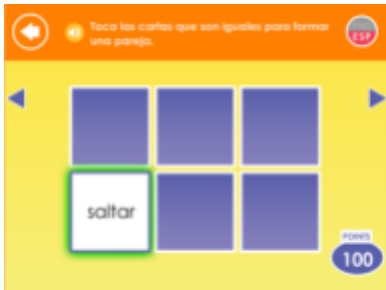 Toca las cartas que son iguales para formar
una pareja.
ESP
saltar
POINTS
100